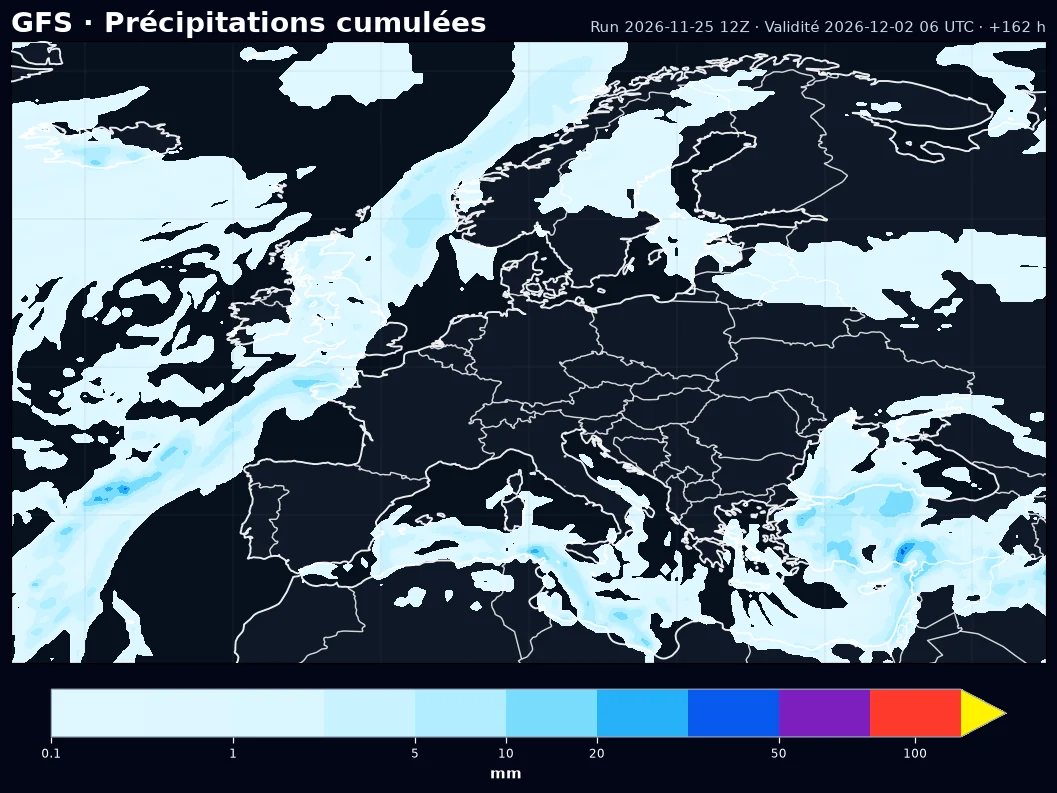 GFS · Précipitations cumulées
Run 2026-11-25 12Z · Validité 2026-12-02 06 UTC · +162 h
0.1 1 5 10 20 50 100
mm